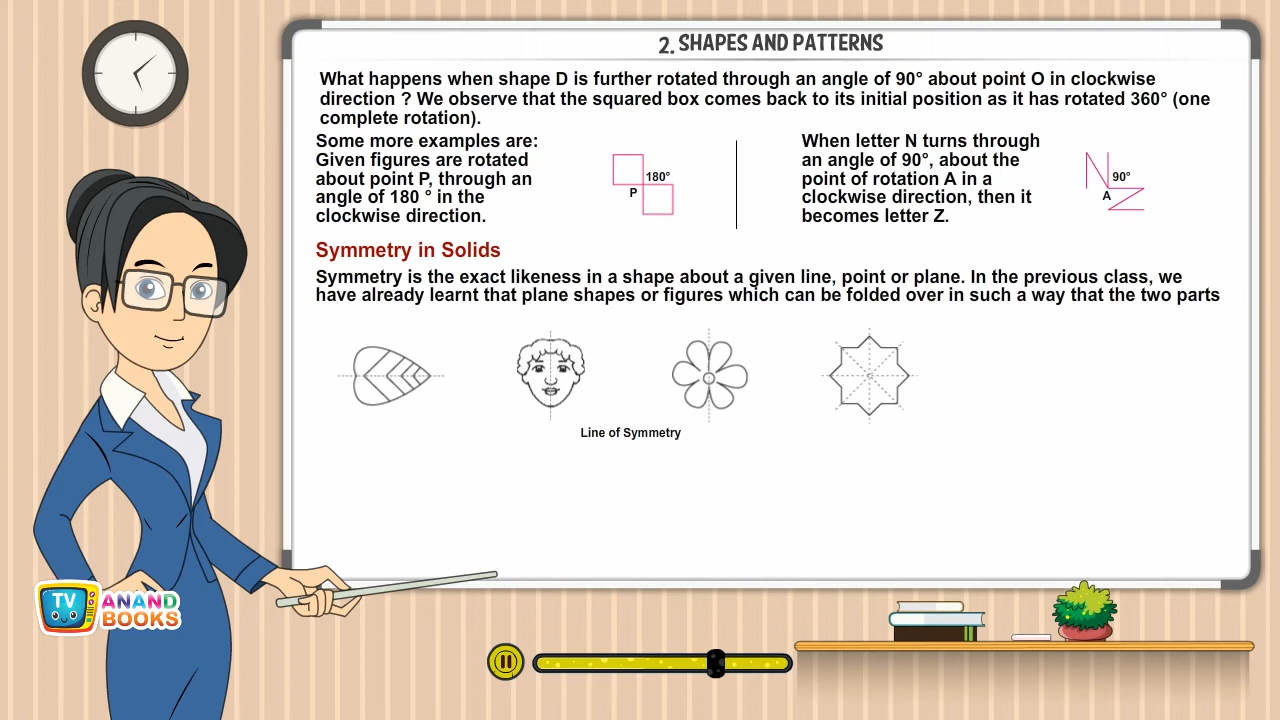 2. SHAPES AND PATTERNS
What happens when shape D is further rotated through an angle of 90° about point O in clockwise
direction ? We observe that the squared box comes back to its initial position as it has rotated 360° (one
complete rotation).
Some more examples are:
Given figures are rotated
about point P, through an
angle of 180 ° in the
clockwise direction.
180°
P
When letter N turns through
an angle of 90°, about the
point of rotation A in a
clockwise direction, then it
becomes letter Z.
90°
A
Symmetry in Solids
Symmetry is the exact likeness in a shape about a given line, point or plane. In the previous class, we
have already learnt that plane shapes or figures which can be folded over in such a way that the two parts
Line of Symmetry
TV
ANAND
BOOKS